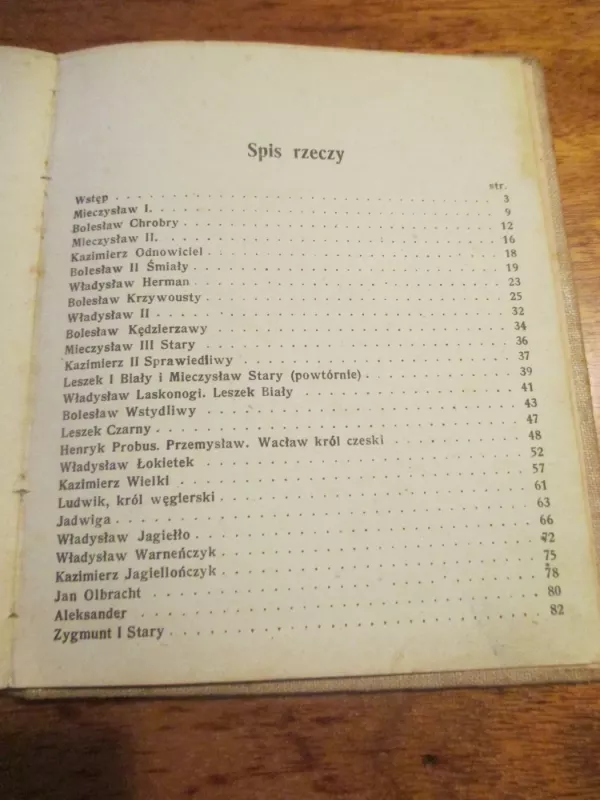 Spis rzeczy
str.
Wstęp . . . . . . . . . . 3
Mieczysław I. . . . . . . . . . 9
Bolesław Chrobry . . . . . . . . . . 12
Mieczysław II. . . . . . . . . . 16
Kazimierz Odnowiciel . . . . . . . . . . 18
Bolesław II Śmiały . . . . . . . . . . 19
Władysław Herman . . . . . . . . . . 23
Bolesław Krzywousty . . . . . . . . . . 25
Władysław II . . . . . . . . . . 32
Bolesław Kędzierzawy . . . . . . . . . . 34
Mieczysław III Stary . . . . . . . . . . 36
Kazimierz II Sprawiedliwy . . . . . . . . . . 37
Leszek I Biały i Mieczysław Stary (powtórnie) . . . . . . . 39
Władysław Laskonogi. Leszek Biały . . . . . . . . . . 41
Bolesław Wstydliwy . . . . . . . . . . 43
Leszek Czarny . . . . . . . . . . 47
Henryk Probus. Przemysław. Wacław król czeski . . . . . . . 48
Władysław Łokietek . . . . . . . . . . 52
Kazimierz Wielki . . . . . . . . . . 57
Ludwik, król węgierski . . . . . . . . . . 61
Jadwiga . . . . . . . . . . 63
Władysław Jagiełło . . . . . . . . . . 66
Władysław Warneńczyk . . . . . . . . . . 72
Kazimierz Jagiellończyk . . . . . . . . . . 75
Jan Olbracht . . . . . . . . . . 78
Aleksander . . . . . . . . . . 80
Zygmunt I Stary . . . . . . . . . . 82